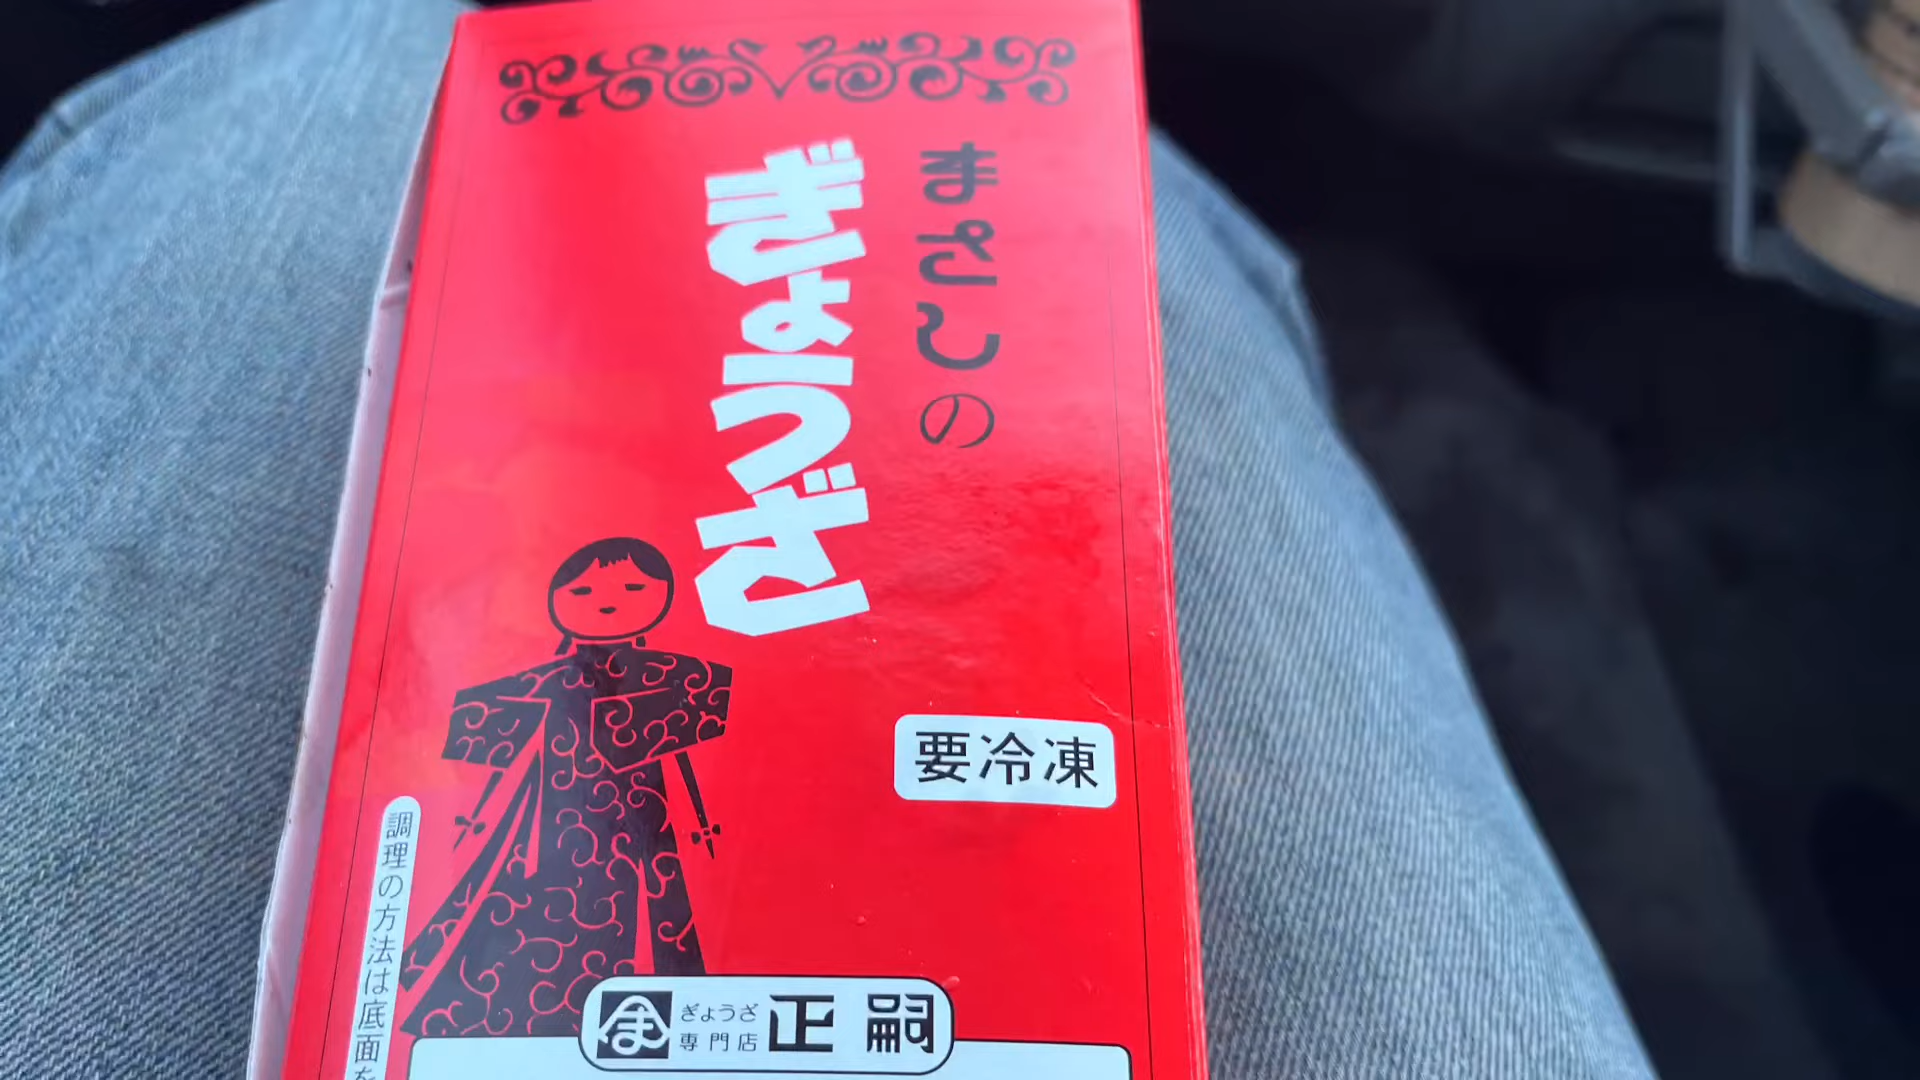 まさしの
ぎょうざ
要冷凍
調理の方法は底面を
ま
ぎょうざ
専門店
正嗣